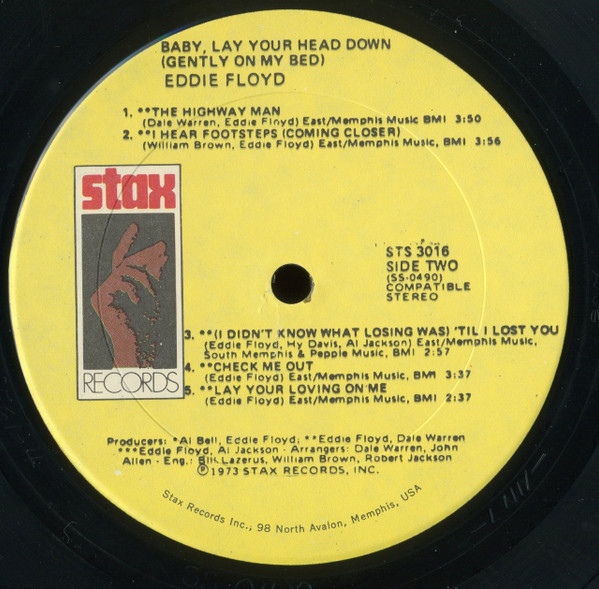 BABY, LAY YOUR HEAD DOWN
(GENTLY ON MY BED)
EDDIE FLOYD
1. **THE HIGHWAY MAN
(Dale Warren, Eddie Floyd) East/Memphis Music BMI 3:50
2. **I HEAR FOOTSTEPS (COMING CLOSER)
(William Brown, Eddie Floyd) East/Memphis Music, BMI 3:56
stax
RECORDS
STS 3016
SIDE TWO
(SS-0490)
COMPATIBLE
STEREO
3. **(I DIDN'T KNOW WHAT LOSING WAS) 'TIL I LOST YOU
(Eddie Floyd, Hy Davis, Al Jackson) East/Memphis Music,
South Memphis & Pepple Music, BMI 2:57
4. **CHECK ME OUT
(Eddie Floyd) East/Memphis Music, BMI 3:37
5. **LAY YOUR LOVING ON ME
(Eddie Floyd) East/Memphis Music, BMI 2:37
Producers: *Al Bell, Eddie Floyd; **Eddie Floyd, Dale Warren
***Eddie Floyd, Al Jackson - Arrangers: Dale Warren, John
Allen - Eng.: Lazerus, William Brown, Robert Jackson
Ⓟ1973 STAX RECORDS, INC.
Stax Records Inc., 98 North Avalon, Memphis, USA